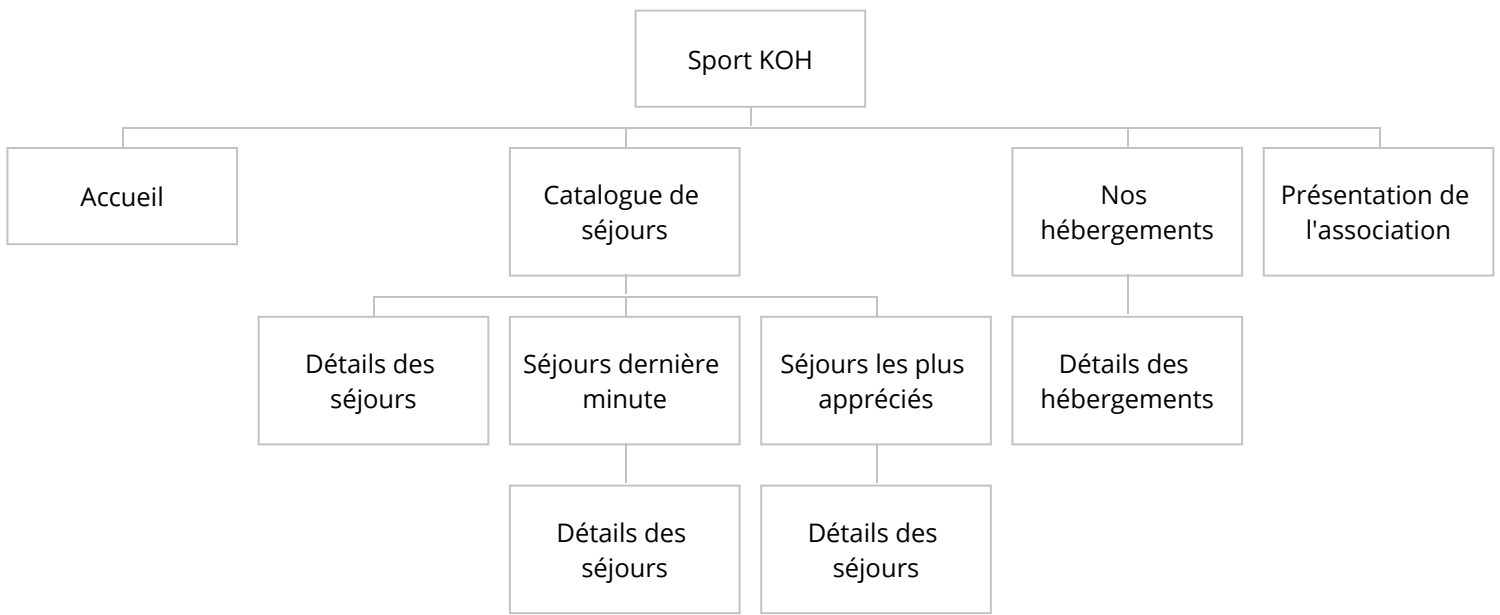 Sport KOH
Accueil
Catalogue de
séjours
Nos
hébergements
Présentation de
l'association
Détails des
séjours
Séjours dernière
minute
Séjours les plus
appréciés
Détails des
hébergements
Détails des
séjours
Détails des
séjours